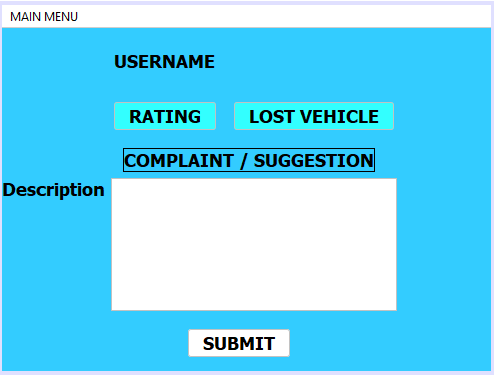 MAIN MENU
USERNAME
RATING LOST VEHICLE
COMPLAINT / SUGGESTION
Description
SUBMIT